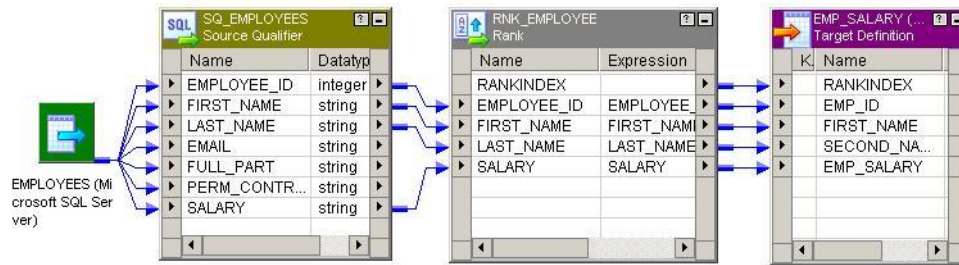 EMPLOYEES (Mi
crosoft SQL Ser
ver)
SQL
SQ_EMPLOYEES
Source Qualifier
Name Datatyp
EMPLOYEE_ID integer
FIRST_NAME string
LAST_NAME string
EMAIL string
FULL_PART string
PERM_CONTR... string
SALARY string
A
Z
RNK_EMPLOYEE
Rank
Name Expression
RANKINDEX
EMPLOYEE_ID EMPLOYEE_
FIRST_NAME FIRST_NAM
LAST_NAME LAST_NAME
SALARY SALARY
EMP_SALARY (...
Target Definition
K. Name
RANKINDEX
EMP_ID
FIRST_NAME
SECOND_NA...
EMP_SALARY